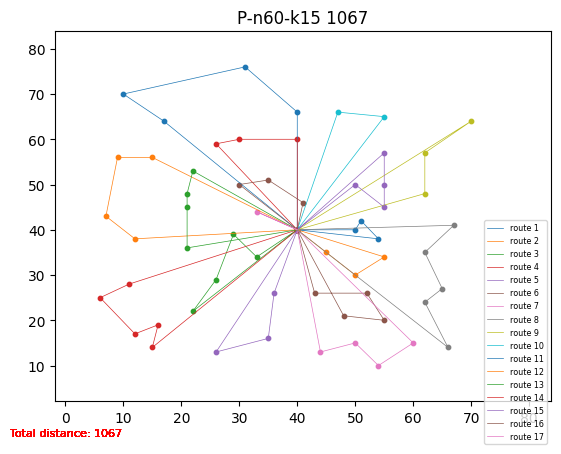 P-n60-k15 1067
80
70
60
50
40
30
20
10
0
10
20
30
40
50
60
70
80
route 1
route 2
route 3
route 4
route 5
route 6
route 7
route 8
route 9
route 10
route 11
route 12
route 13
route 14
route 15
route 16
route 17
Total distance: 1067